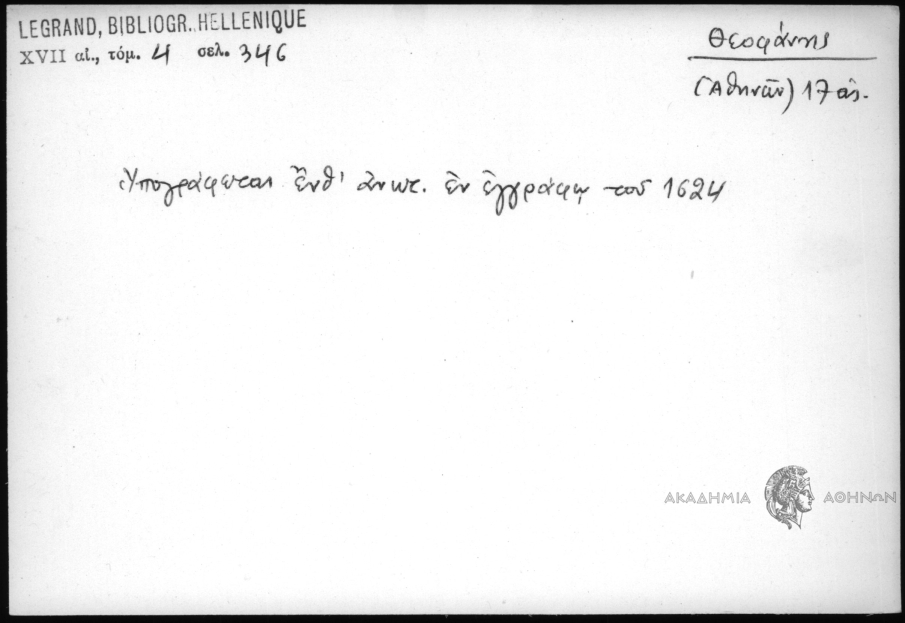 LEGRAND, BIBLIOGR. HELLENIQUE
XVII αἰ., τόμ. 4 σελ. 346
Θεοφάνης
(Ἀθηνῶν) 17 αἰ.
Ὑπογράφεται ἔνθ' ἀνωτ. ἐν ἐγγράφῳ τοῦ 1624
ΑΚΑΔΗΜΙΑ ΑΘΗΝΩΝ